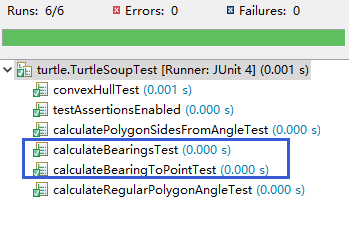 Runs: 6/6 Errors: 0 Failures: 0
turtle.TurtleSoupTest [Runner: JUnit 4] (0.001 s)
convexHullTest (0.001 s)
testAssertionsEnabled (0.000 s)
calculatePolygonSidesFromAngleTest (0.000 s)
calculateBearingsTest (0.000 s)
calculateBearingToPointTest (0.000 s)
calculateRegularPolygonAngleTest (0.000 s)